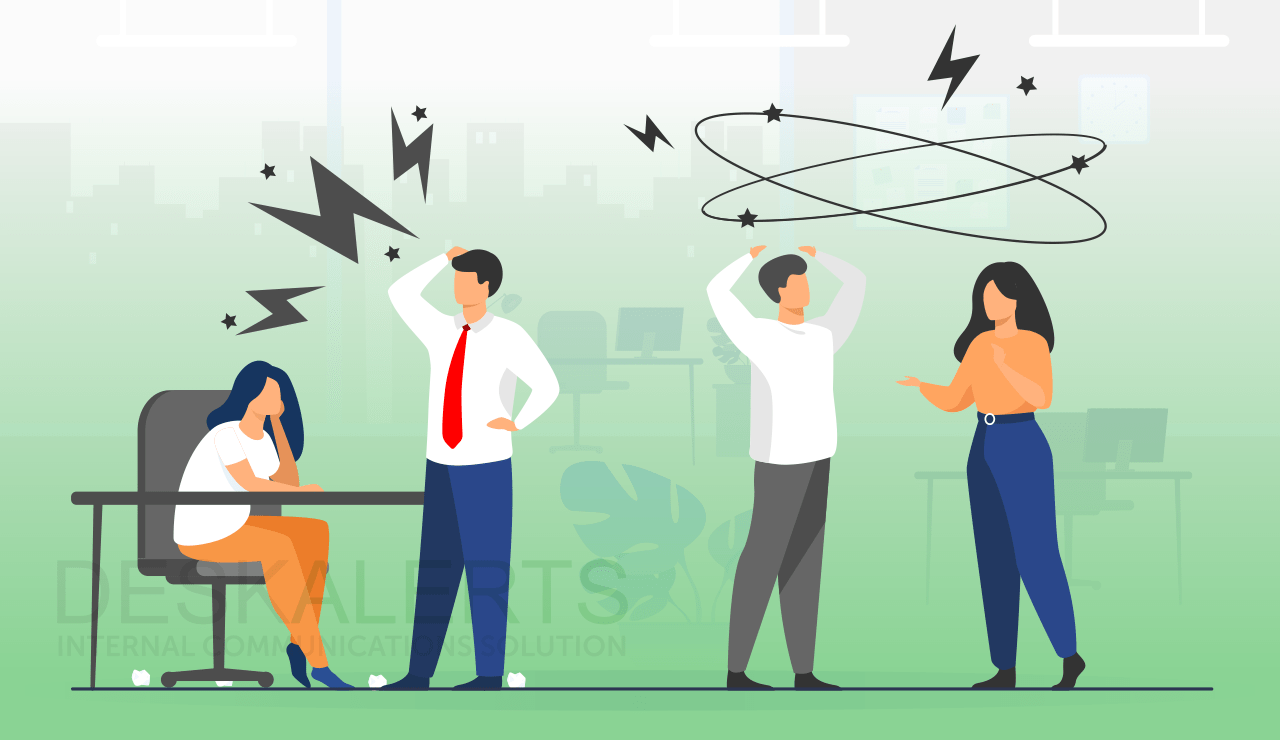 DESKALERTS
INTERNAL COMMUNICATIONS SOLUTION